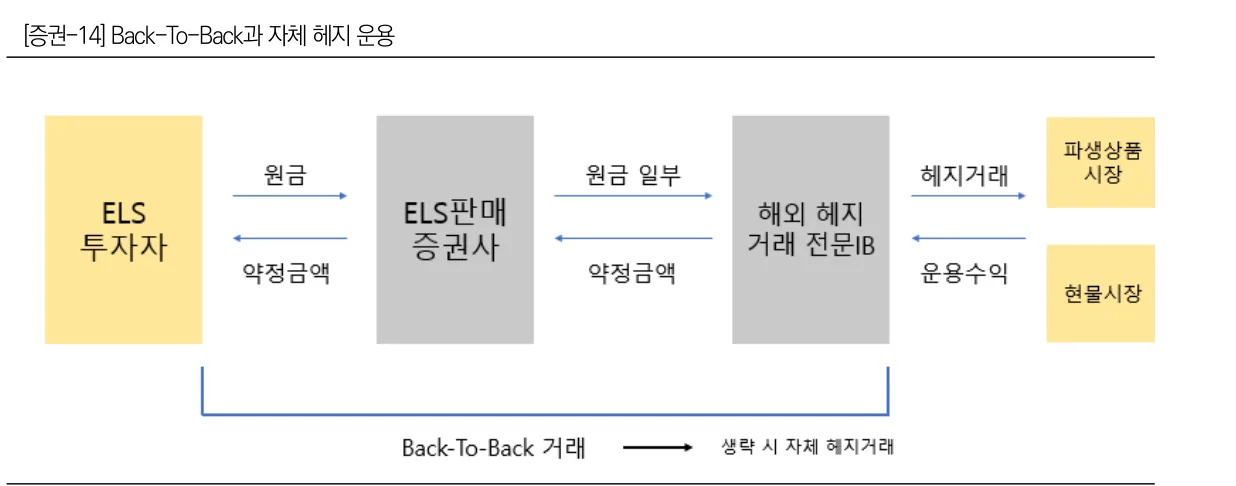 [증권-14] Back-To-Back과 자체 헤지 운용
ELS
투자자
원금
약정금액
ELS판매
증권사
원금 일부
약정금액
해외 헤지
거래 전문IB
헤지거래
운용수익
파생상품
시장
현물시장
Back-To-Back 거래
생략 시 자체 헤지거래